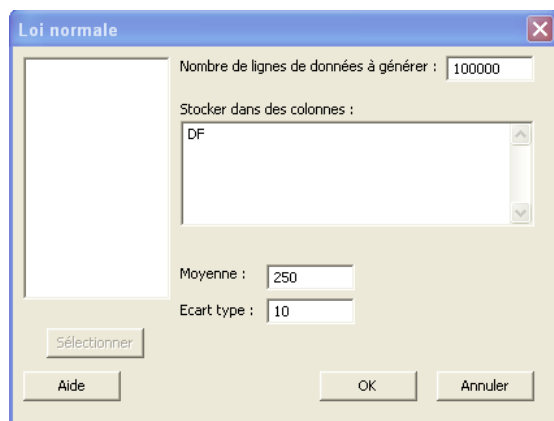 Loi normale
Nombre de lignes de données à générer : 100000
Stocker dans des colonnes :
DF
Moyenne : 250
Ecart type : 10
Sélectionner
Aide OK Annuler